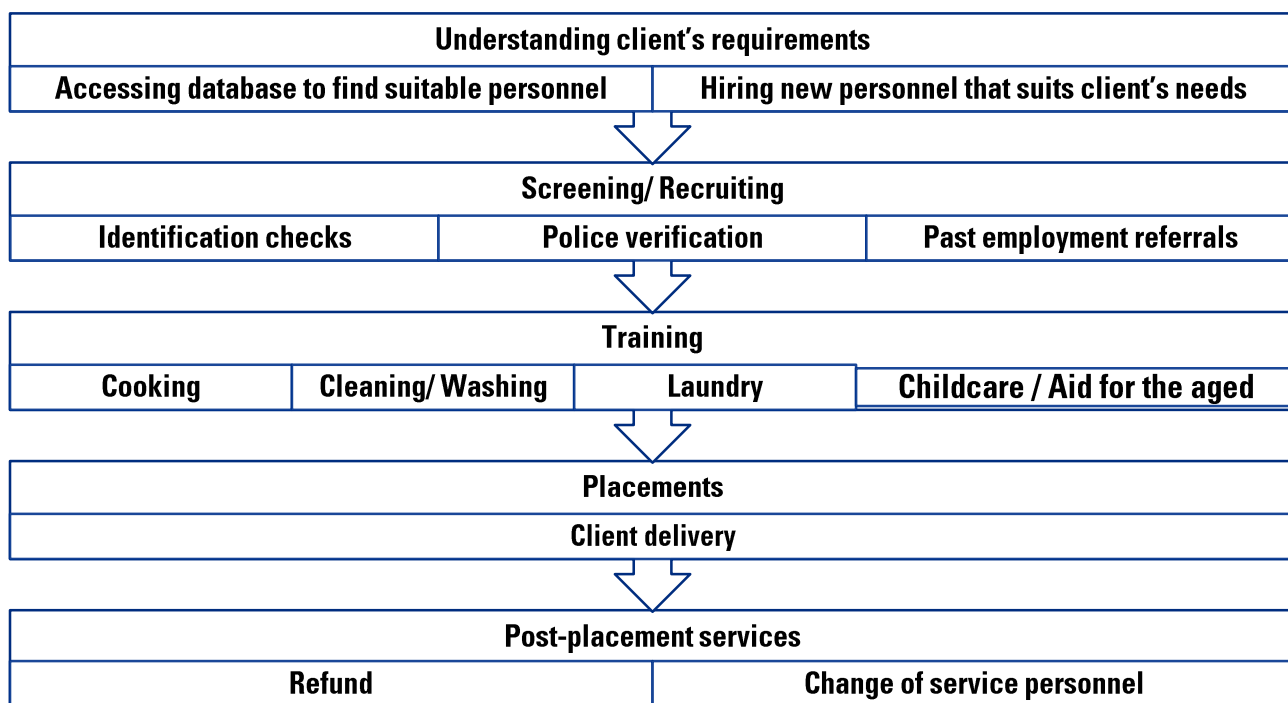 Understanding client's requirements
Accessing database to find suitable personnel
Hiring new personnel that suits client's needs
Screening/ Recruiting
Identification checks
Police verification
Past employment referrals
Training
Cooking
Cleaning/ Washing
Laundry
Childcare / Aid for the aged
Placements
Client delivery
Post-placement services
Refund
Change of service personnel